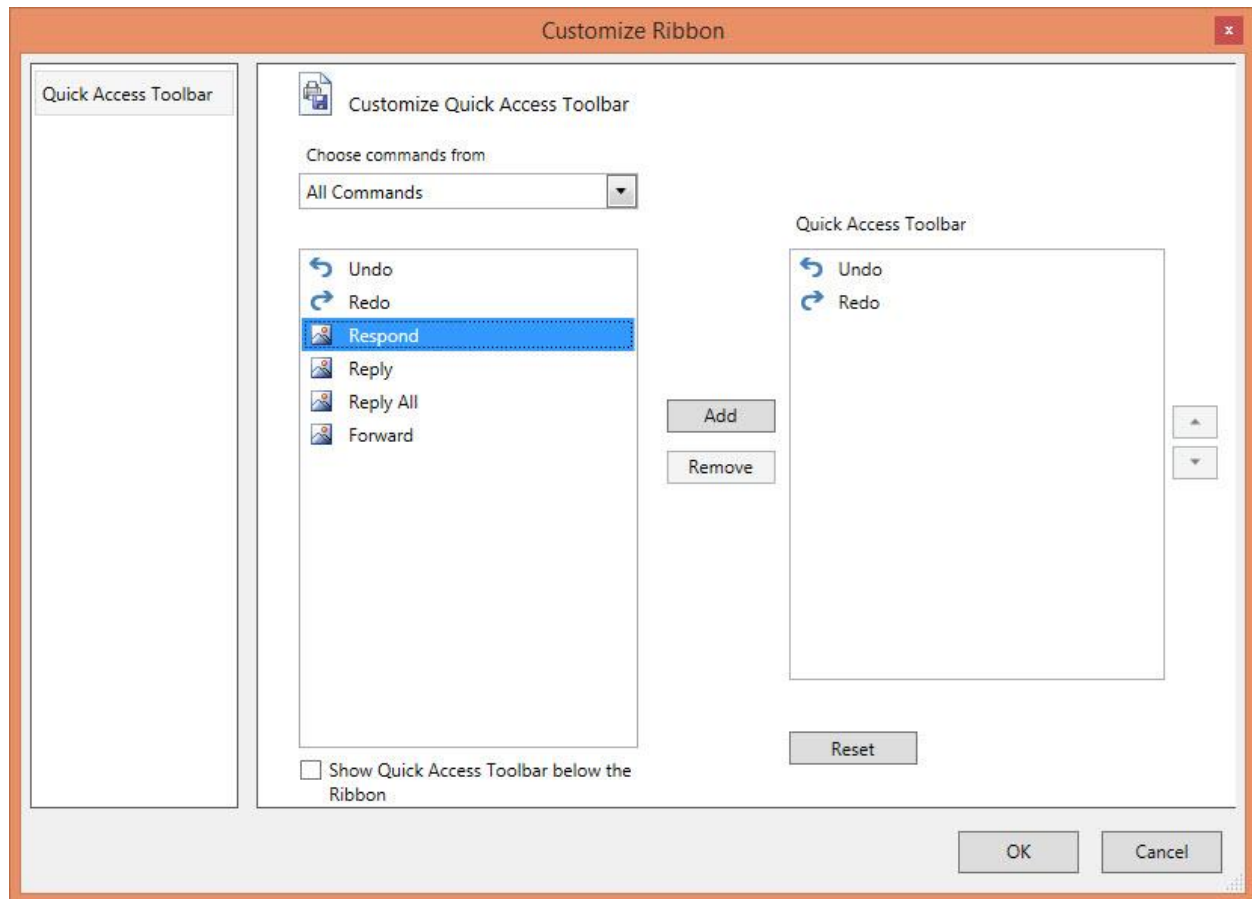 Customize Ribbon
x
Quick Access Toolbar
Customize Quick Access Toolbar
Choose commands from
All Commands
Undo
Redo
Respond
Reply
Reply All
Forward
Show Quick Access Toolbar below the
Ribbon
Add
Remove
Quick Access Toolbar
Undo
Redo
Reset
OK
Cancel